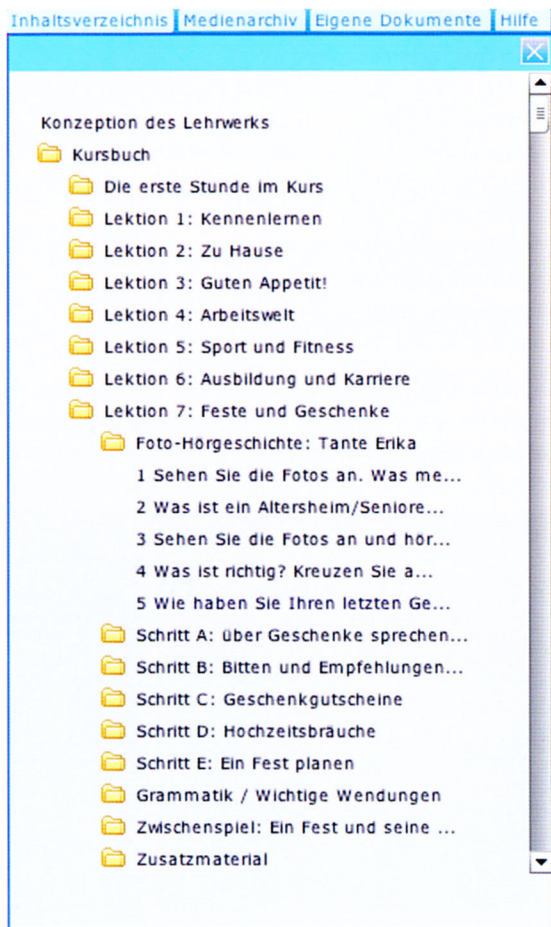 Inhaltsverzeichnis Medienarchiv Eigene Dokumente Hilfe
Konzeption des Lehrwerks
Kursbuch
Die erste Stunde im Kurs
Lektion 1: Kennenlernen
Lektion 2: Zu Hause
Lektion 3: Guten Appetit!
Lektion 4: Arbeitswelt
Lektion 5: Sport und Fitness
Lektion 6: Ausbildung und Karriere
Lektion 7: Feste und Geschenke
Foto-Hörgeschichte: Tante Erika
1 Sehen Sie die Fotos an. Was me...
2 Was ist ein Altersheim/Seniore...
3 Sehen Sie die Fotos an und hör...
4 Was ist richtig? Kreuzen Sie a...
5 Wie haben Sie Ihren letzten Ge...
Schritt A: über Geschenke sprechen...
Schritt B: Bitten und Empfehlungen...
Schritt C: Geschenkgutscheine
Schritt D: Hochzeitsbräuche
Schritt E: Ein Fest planen
Grammatik / Wichtige Wendungen
Zwischenspiel: Ein Fest und seine ...
Zusatzmaterial